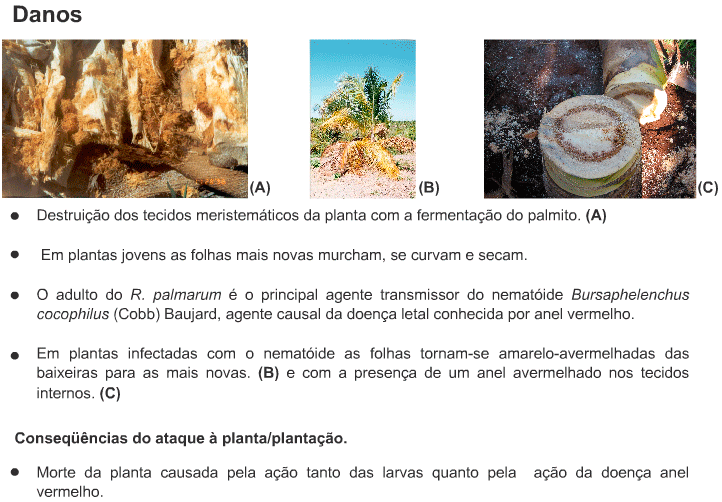 Danos
(A)
(B)
(C)
● Destruição dos tecidos meristemáticos da planta com a fermentação do palmito. (A)
● Em plantas jovens as folhas mais novas murcham, se curvam e secam.
● O adulto do R. palmarum é o principal agente transmissor do nematóide Bursaphelenchus
cocophilus (Cobb) Baujard, agente causal da doença letal conhecida por anel vermelho.
● Em plantas infectadas com o nematóide as folhas tornam-se amarelo-avermelhadas das
baixeiras para as mais novas. (B) e com a presença de um anel avermelhado nos tecidos
internos. (C)
Conseqüências do ataque à planta/plantação.
● Morte da planta causada pela ação tanto das larvas quanto pela ação da doença anel
vermelho.